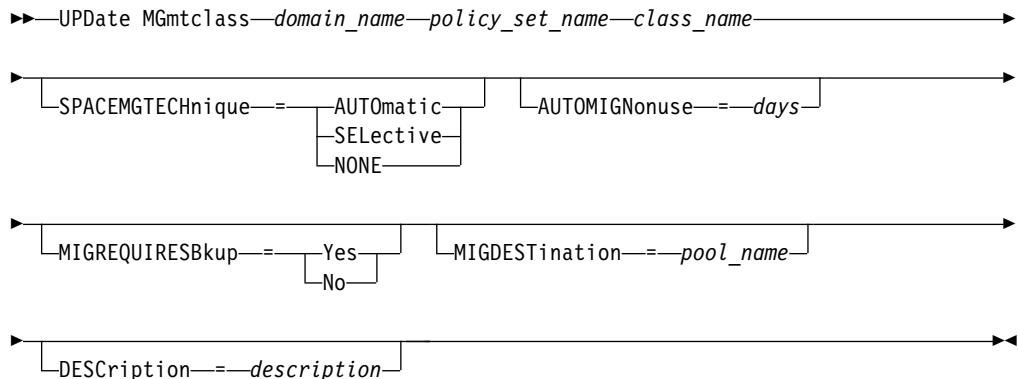 UPDate MGmtclass domain_name policy_set_name class_name
SPACEMGTECHnique = AUTOmatic
SELective
NONE
AUTOMIGNonuse = days
MIGREQUIRESBkup = Yes
No
MIGDESTination = pool_name
DESCription = description